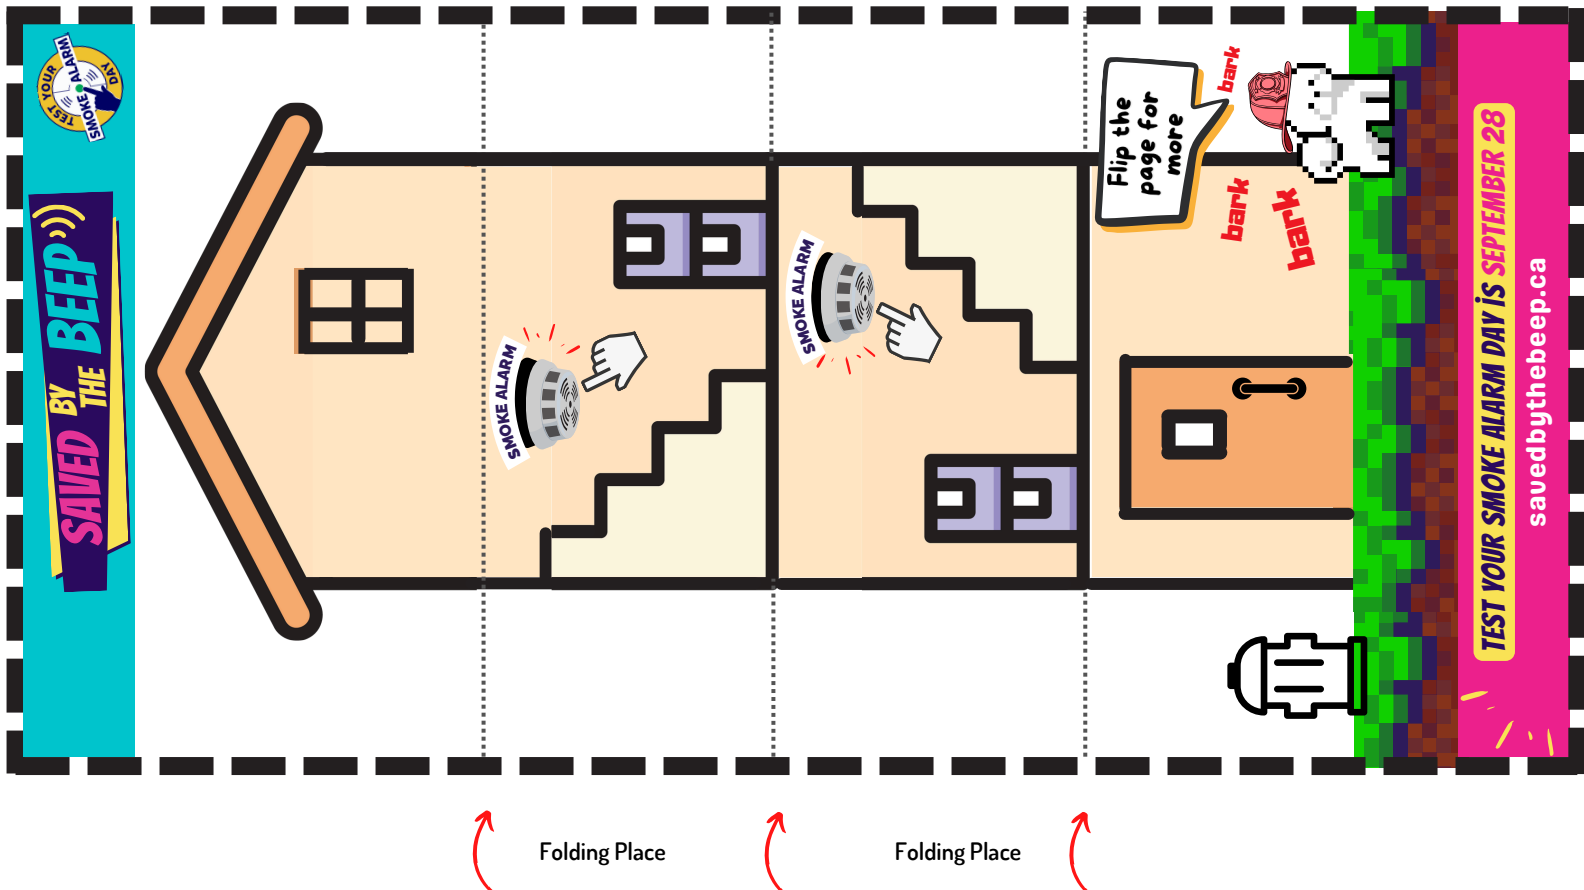 TEST YOUR
SMOKE ALARM
DAY
SAVED BY
THE BEEP
SMOKE ALARM
SMOKE ALARM
Flip the
page for
more
bark
bark
bark
TEST YOUR SMOKE ALARM DAY is SEPTEMBER 28
savedbythebeep.ca
Folding Place
Folding Place